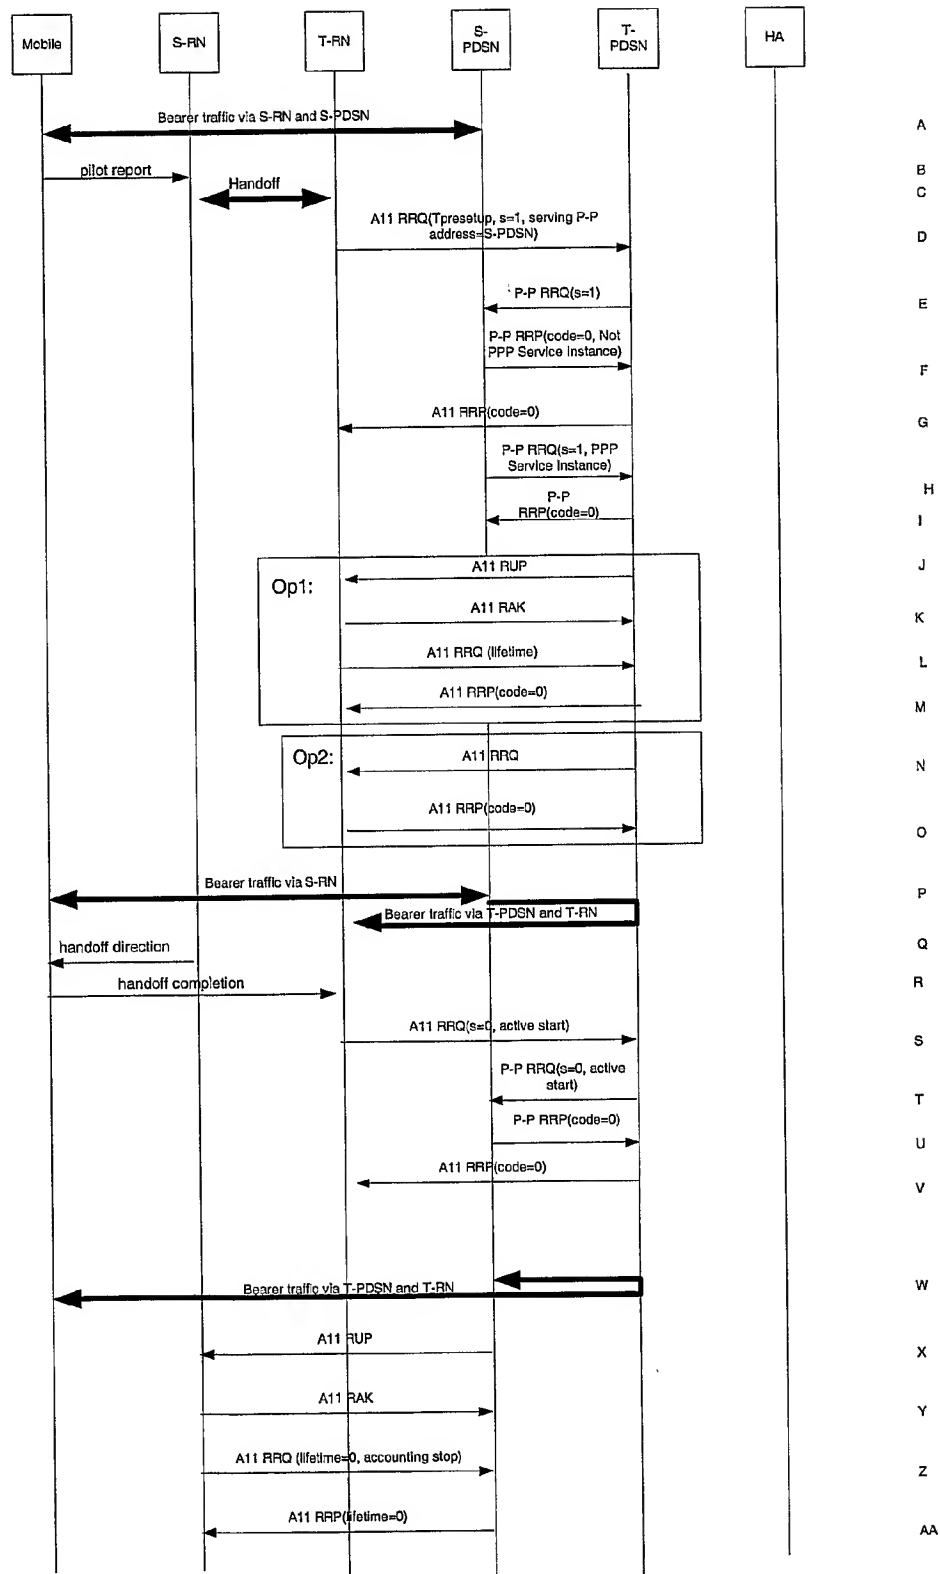 Mobile
S-RN
T-RN
S-
PDSN
T-
PDSN
HA
Bearer traffic via S-RN and S-PDSN
A
pilot report
B
Handoff
C
A11 RRQ(Tpresetup, s=1, serving P-P
address=S-PDSN)
D
P-P RRQ(s=1)
E
P-P RRP(code=0, Not
PPP Service Instance)
F
A11 RRP(code=0)
G
P-P RRQ(s=1, PPP
Service Instance)
H
P-P
RRP(code=0)
I
Op1:
A11 RUP
J
A11 RAK
K
A11 RRQ (lifetime)
L
A11 RRP(code=0)
M
Op2:
A11 RRQ
N
A11 RRP(code=0)
O
Bearer traffic via S-RN
P
Bearer traffic via T-PDSN and T-RN
handoff direction
Q
handoff completion
R
A11 RRQ(s=0, active start)
S
P-P RRQ(s=0, active
start)
T
P-P RRP(code=0)
U
A11 RRP(code=0)
V
Bearer traffic via T-PDSN and T-RN
W
A11 RUP
X
A11 RAK
Y
A11 RRQ (lifetime=0, accounting stop)
Z
A11 RRP(lifetime=0)
AA